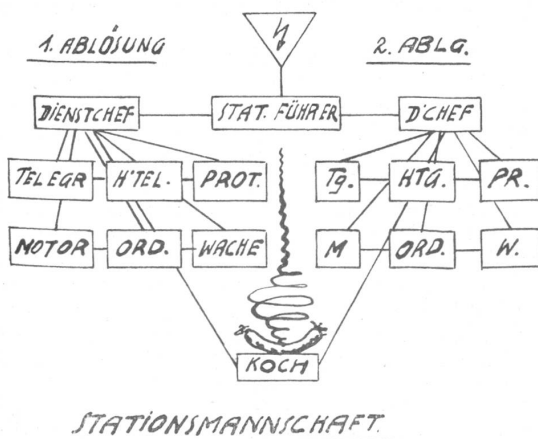 1. ABLÖSUNG
2. ABLG.
DIENSTCHEF
STAT. FÜHRER
D'CHEF
TELEGR
H'TEL.
PROT.
Tg.
HTG.
PR.
MOTOR
ORD.
WACHE
M
ORD.
W.
KOCH
STATIONSMANNSCHAFT